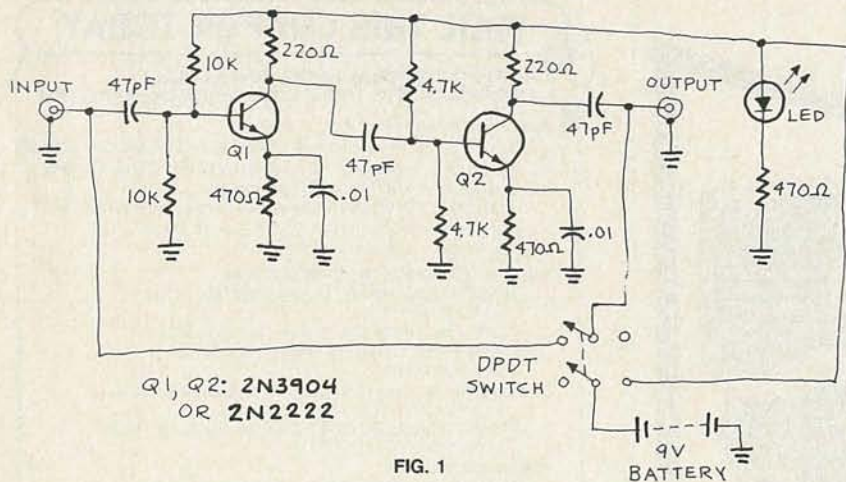 10K
220Ω
4.7K
220Ω
INPUT
47pF
Q1
47pF
Q2
47pF
OUTPUT
LED
10K
470Ω
.01
4.7K
470Ω
.01
470Ω
Q1, Q2: 2N3904
OR 2N2222
DPDT
SWITCH
9V
BATTERY
FIG. 1